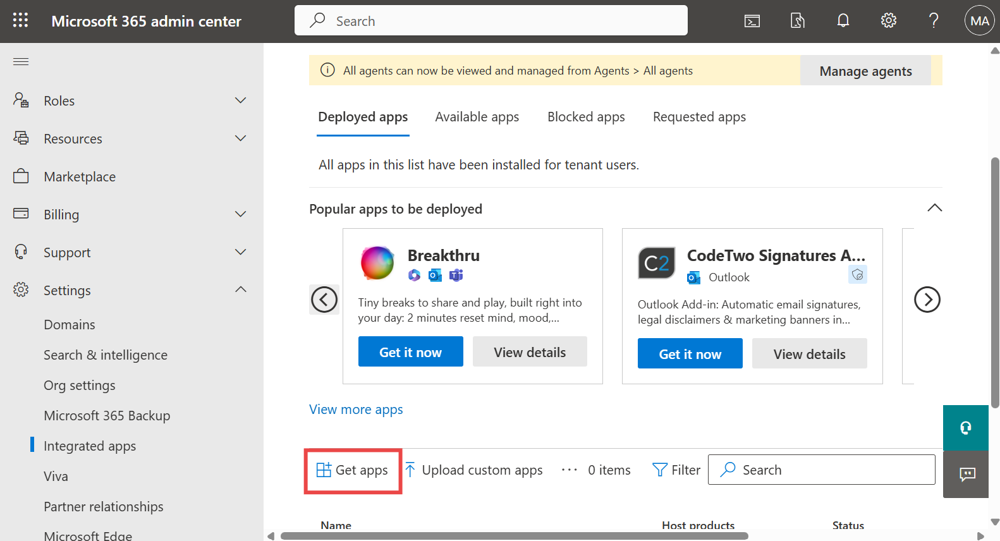 Microsoft 365 admin center
Search
MA
Roles
Resources
Marketplace
Billing
Support
Settings
Domains
Search & intelligence
Org settings
Microsoft 365 Backup
Integrated apps
Viva
Partner relationships
Microsoft Edge
All agents can now be viewed and managed from Agents > All agents
Manage agents
Deployed apps
Available apps
Blocked apps
Requested apps
All apps in this list have been installed for tenant users.
Popular apps to be deployed
Breakthru
Tiny breaks to share and play, built right into
your day: 2 minutes reset mind, mood,...
Get it now
View details
C2
CodeTwo Signatures A...
Outlook
Outlook Add-in: Automatic email signatures,
legal disclaimers & marketing banners in...
Get it now
View details
View more apps
Get apps
Upload custom apps
0 items
Filter
Search
Name
Host products
Status